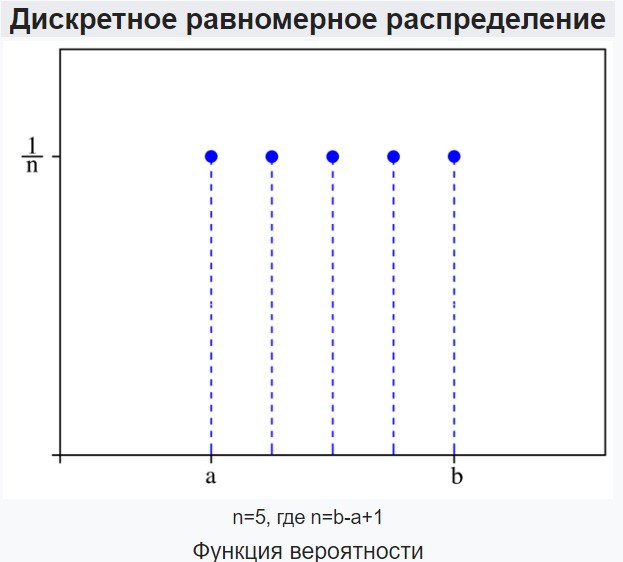 Дискретное равномерное распределение
1
n
a b
n=5, где n=b-a+1
Функция вероятности